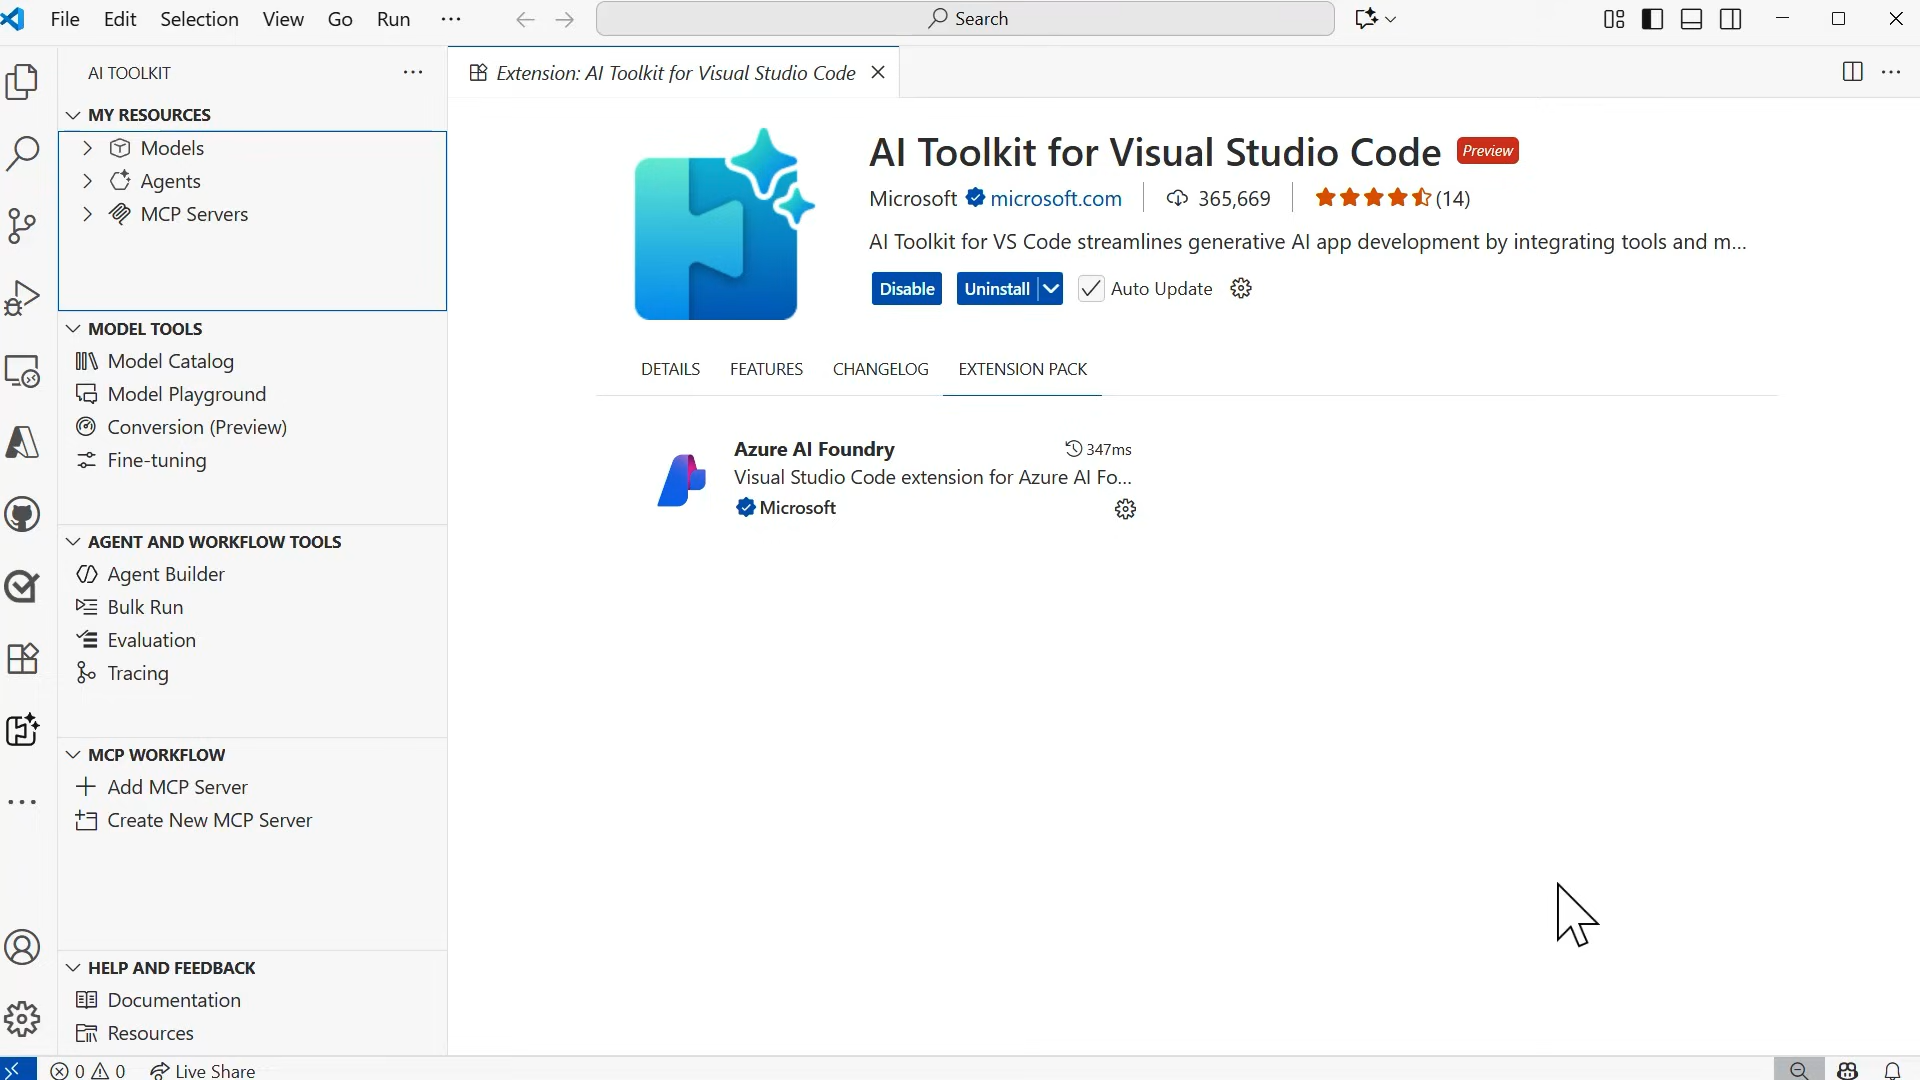 File Edit Selection View Go Run ···
Search
AI TOOLKIT
MY RESOURCES
Models
Agents
MCP Servers
MODEL TOOLS
Model Catalog
Model Playground
Conversion (Preview)
Fine-tuning
AGENT AND WORKFLOW TOOLS
Agent Builder
Bulk Run
Evaluation
Tracing
MCP WORKFLOW
Add MCP Server
Create New MCP Server
HELP AND FEEDBACK
Documentation
Resources
Extension: AI Toolkit for Visual Studio Code
AI Toolkit for Visual Studio Code Preview
Microsoft microsoft.com 365,669 (14)
AI Toolkit for VS Code streamlines generative AI app development by integrating tools and m...
Disable Uninstall Auto Update
DETAILS FEATURES CHANGELOG EXTENSION PACK
Azure AI Foundry 347ms
Visual Studio Code extension for Azure AI Fo...
Microsoft
0 0 Live Share